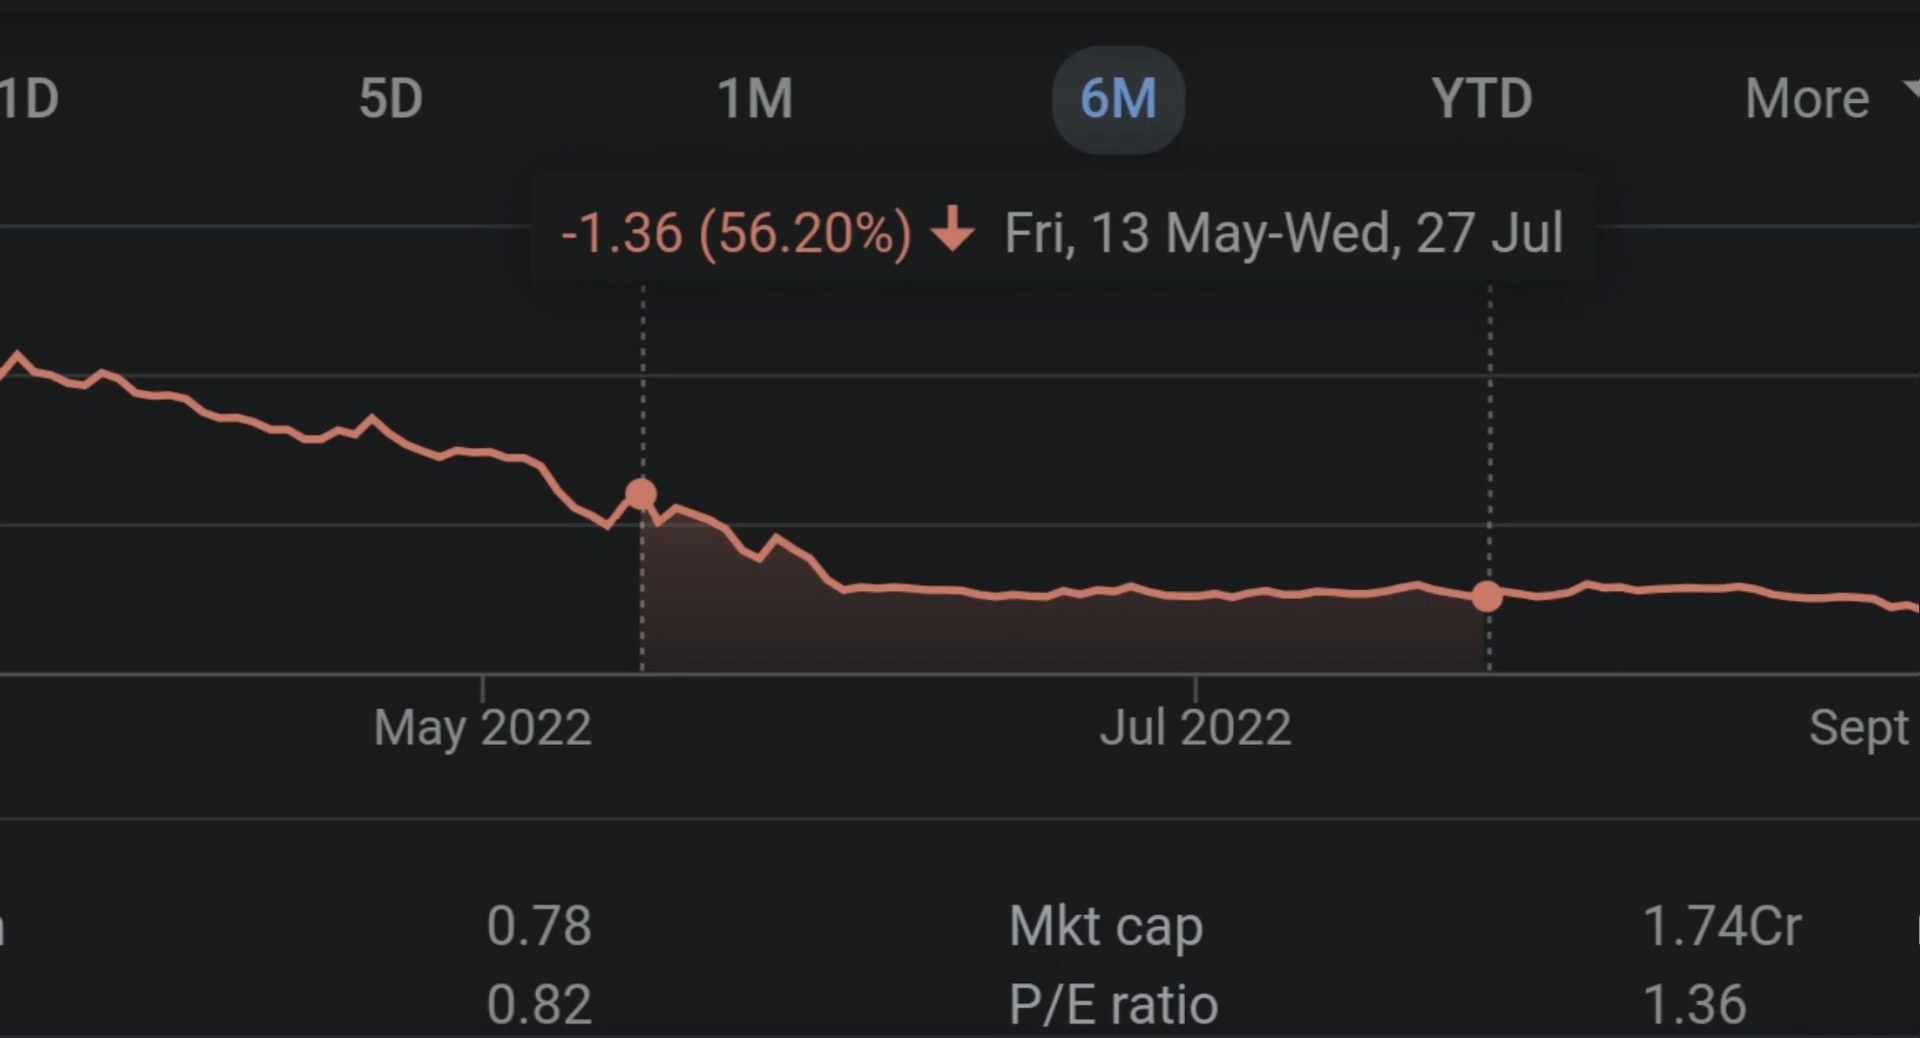 1D 5D 1M 6M YTD More
-1.36 (56.20%) Fri, 13 May-Wed, 27 Jul
May 2022 Jul 2022 Sept
0.78 Mkt cap 1.74Cr
0.82 P/E ratio 1.36